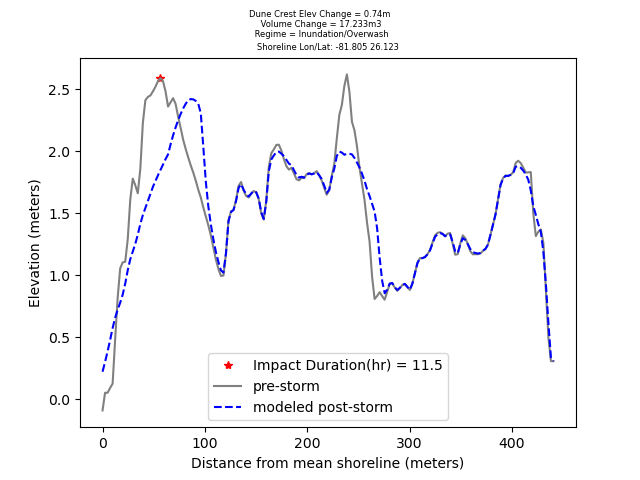 Dune Crest Elev Change = 0.74m
Volume Change = 17.233m3
Regime = Inundation/Overwash
Shoreline Lon/Lat: -81.805 26.123
2.5
2.0
1.5
1.0
0.5
0.0
Elevation (meters)
Impact Duration(hr) = 11.5
pre-storm
modeled post-storm
0 100 200 300 400
Distance from mean shoreline (meters)